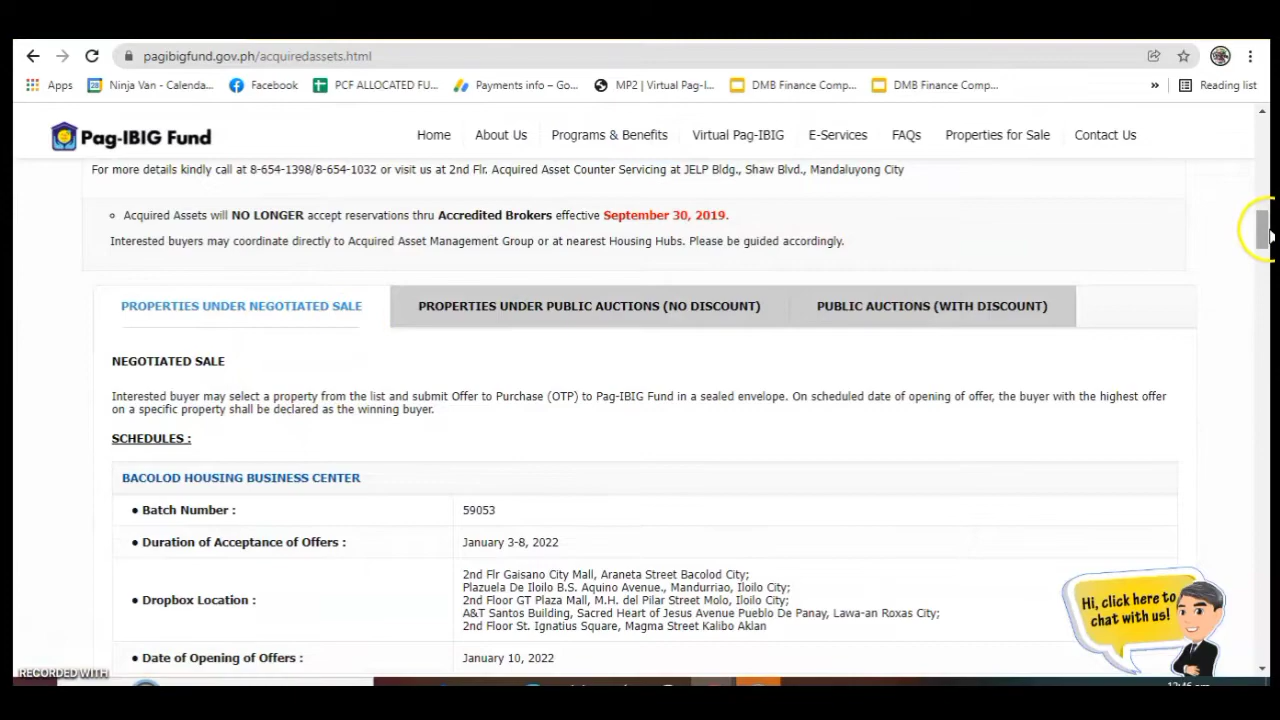 pagibigfund.gov.ph/acquiredassets.html
Apps
Ninja Van - Calenda...
Facebook
PCF ALLOCATED FU...
Payments info – Go...
MP2 | Virtual Pag-I...
DMB Finance Comp...
DMB Finance Comp...
»
Reading list
Pag-IBIG Fund
Home
About Us
Programs & Benefits
Virtual Pag-IBIG
E-Services
FAQs
Properties for Sale
Contact Us
For more details kindly call at 8-654-1398/8-654-1032 or visit us at 2nd Flr. Acquired Asset Counter Servicing at JELP Bldg., Shaw Blvd., Mandaluyong City
Acquired Assets will NO LONGER accept reservations thru Accredited Brokers effective September 30, 2019.
Interested buyers may coordinate directly to Acquired Asset Management Group or at nearest Housing Hubs. Please be guided accordingly.
PROPERTIES UNDER NEGOTIATED SALE
PROPERTIES UNDER PUBLIC AUCTIONS (NO DISCOUNT)
PUBLIC AUCTIONS (WITH DISCOUNT)
NEGOTIATED SALE
Interested buyer may select a property from the list and submit Offer to Purchase (OTP) to Pag-IBIG Fund in a sealed envelope. On scheduled date of opening of offer, the buyer with the highest offer
on a specific property shall be declared as the winning buyer.
SCHEDULES :
BACOLOD HOUSING BUSINESS CENTER
● Batch Number :
59053
● Duration of Acceptance of Offers :
January 3-8, 2022
● Dropbox Location :
2nd Flr Gaisano City Mall, Araneta Street Bacolod City;
Plazuela De Iloilo B.S. Aquino Avenue., Mandurriao, Iloilo City;
2nd Floor GT Plaza Mall, M.H. del Pilar Street Molo, Iloilo City;
A&T Santos Building, Sacred Heart of Jesus Avenue Pueblo De Panay, Lawa-an Roxas City;
2nd Floor St. Ignatius Square, Magma Street Kalibo Aklan
● Date of Opening of Offers :
January 10, 2022
Hi, click here to
chat with us!
RECORDED WITH